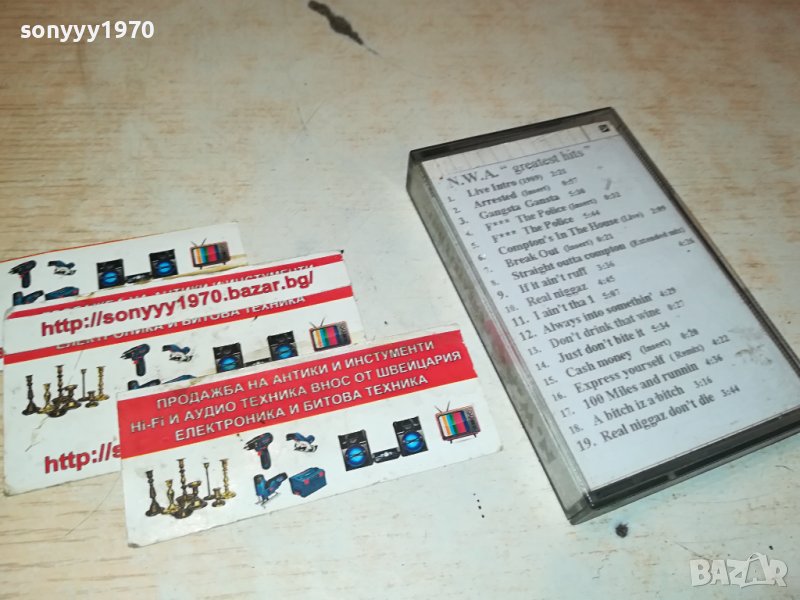 sonyyy1970
"N.W.A." greatest hits"
1. Live Intro (1989) 2:21
2. Arrested (Insert) 0:57
3. Gangsta Gansta 5:36
4. F*** The Police (Insert) 0:22
5. F*** The Police 5:44
6. Compton's In The House (Live) 2:09
7. Break Out (Insert) 0:21
8. Straight outta compton (Extended mix) 4:26
9. If it ain't ruff 3:36
10. Real niggaz 4:45
11. I ain't tha 1 5:07
12. Always into somethin' 4:29
13. Don't drink that wine 0:27
14. Just don't bite it 5:34
15. Cash money (Insert) 0:28
16. Express yourself (Remix) 4:22
17. 100 Miles and runnin 4:36
18. A bitch iz a bitch 3:16
19. Real niggaz don't die 3:44
http://sonyyy1970.bazar.bg/
ЕЛЕКТРОНИКА И БИТОВА ТЕХНИКА
http://s
ПРОДАЖБА НА АНТИКИ И ИНСТУМЕНТИ
Hi-Fi И АУДИО ТЕХНИКА ВНОС ОТ ШВЕЙЦАРИЯ
ЕЛЕКТРОНИКА И БИТОВА ТЕХНИКА
BAZAR